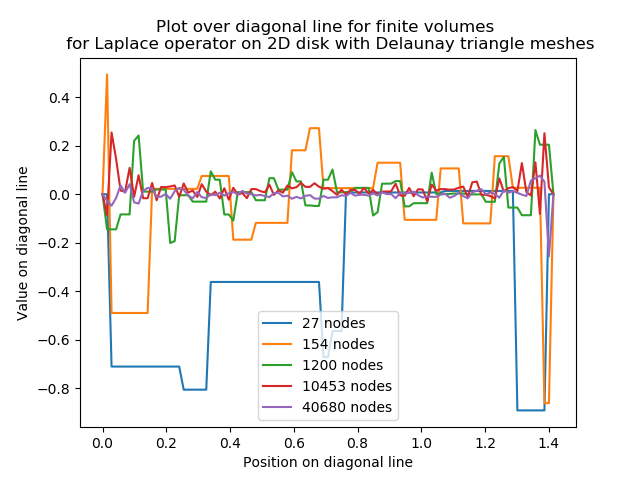 Plot over diagonal line for finite volumes
for Laplace operator on 2D disk with Delaunay triangle meshes
Value on diagonal line
0.4
0.2
0.0
−0.2
−0.4
−0.6
−0.8
27 nodes
154 nodes
1200 nodes
10453 nodes
40680 nodes
0.0 0.2 0.4 0.6 0.8 1.0 1.2 1.4
Position on diagonal line